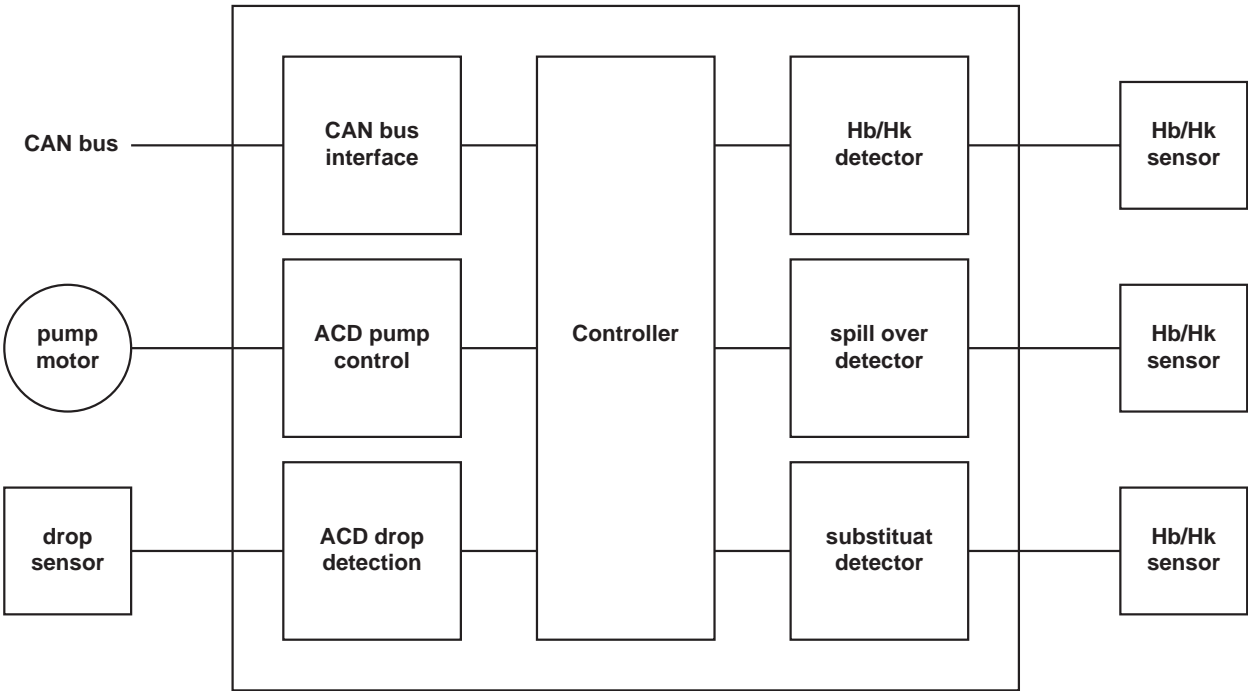 CAN bus
CAN bus
interface
Controller
Hb/Hk
detector
Hb/Hk
sensor
pump
motor
ACD pump
control
spill over
detector
Hb/Hk
sensor
drop
sensor
ACD drop
detection
substituat
detector
Hb/Hk
sensor